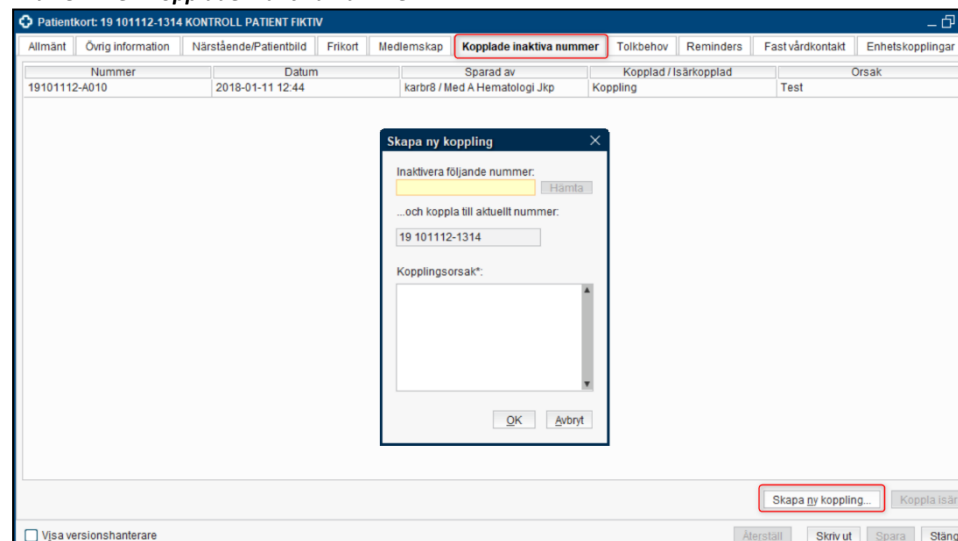 Patientkort: 19 101112-1314 KONTROLL PATIENT FIKTIV
Allmänt Övrig information Närstående/Patientbild Frikort Medlemskap Kopplade inaktiva nummer Tolkbehov Reminders Fast vårdkontakt Enhetskopplingar
Nummer Datum Sparad av Kopplad / Isärkopplad Orsak
19101112-A010 2018-01-11 12:44 karbr8 / Med A Hematologi Jkp Koppling Test
Skapa ny koppling
Inaktivera följande nummer:
Hämta
...och koppla till aktuellt nummer:
19 101112-1314
Kopplingsorsak*:
OK Avbryt
Skapa ny koppling... Koppla isär
Visa versionshanterare Återställ Skriv ut Spara Stäng